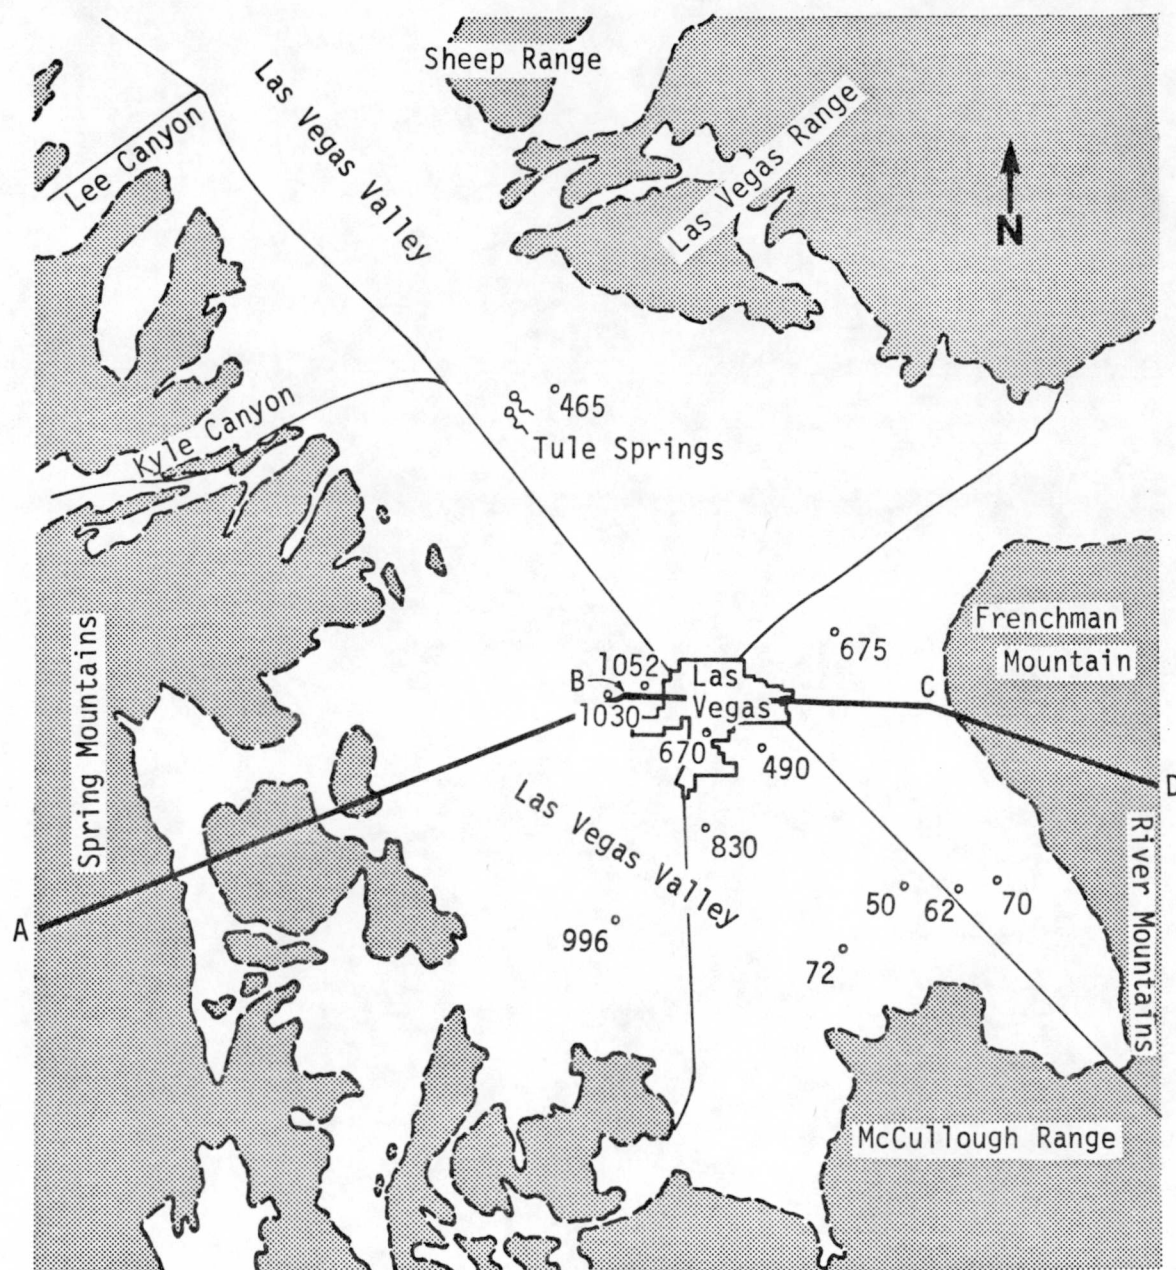 Sheep Range
Las Vegas Valley
Las Vegas Range
Lee Canyon
N
465
Kyle Canyon
Tule Springs
Frenchman
Mountain
Spring Mountains
675
1052
Las
B
C
Vegas
1030
670
490
D
Las Vegas Valley
830
River Mountains
50
62
70
A
996
72
McCullough Range